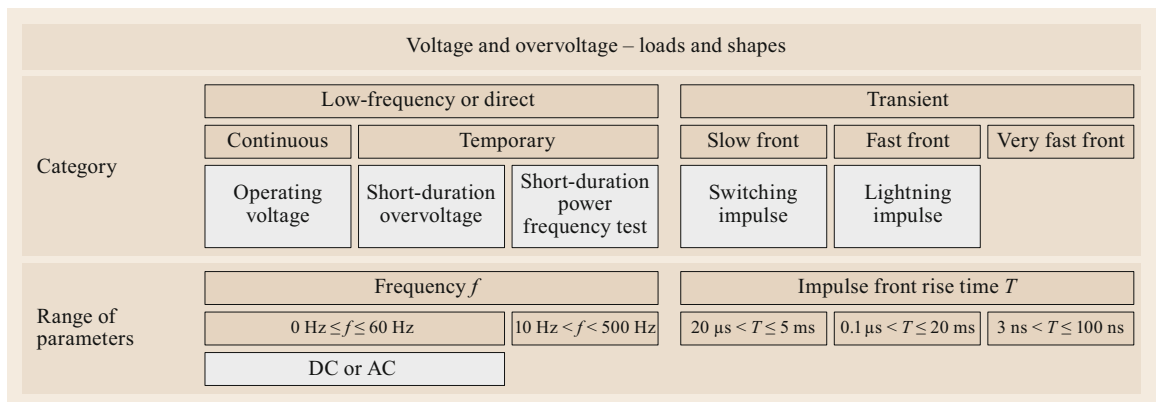 Voltage and overvoltage – loads and shapes
Category
Low-frequency or direct
Transient
Continuous
Temporary
Slow front
Fast front
Very fast front
Operating
voltage
Short-duration
overvoltage
Short-duration
power
frequency test
Switching
impulse
Lightning
impulse
Range of
parameters
Frequency f
Impulse front rise time T
0 Hz ≤ f ≤ 60 Hz
10 Hz < f < 500 Hz
20 µs < T ≤ 5 ms
0.1 µs < T ≤ 20 ms
3 ns < T ≤ 100 ns
DC or AC